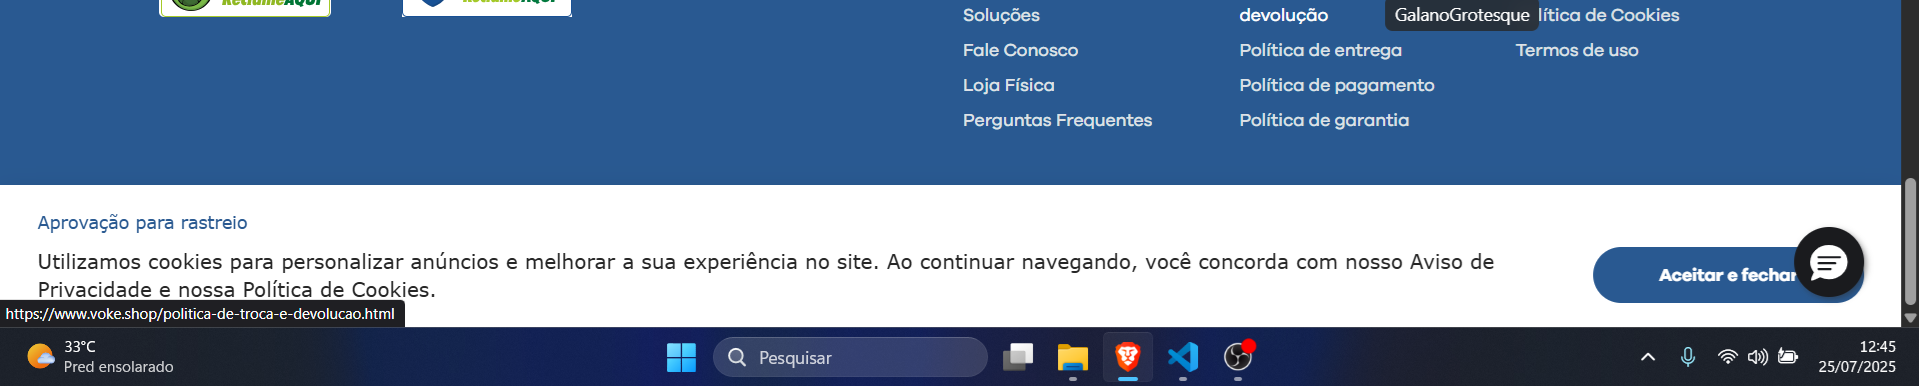 ReclameAQUI
ReclameAQUI
Soluções
Fale Conosco
Loja Física
Perguntas Frequentes
devolução
Política de entrega
Política de pagamento
Política de garantia
GalanoGrotesque
lítica de Cookies
Termos de uso
Aprovação para rastreio
Utilizamos cookies para personalizar anúncios e melhorar a sua experiência no site. Ao continuar navegando, você concorda com nosso Aviso de
Privacidade e nossa Política de Cookies.
Aceitar e fechar
https://www.voke.shop/politica-de-troca-e-devolucao.html
33°C
Pred ensolarado
Pesquisar
12:45
25/07/2025